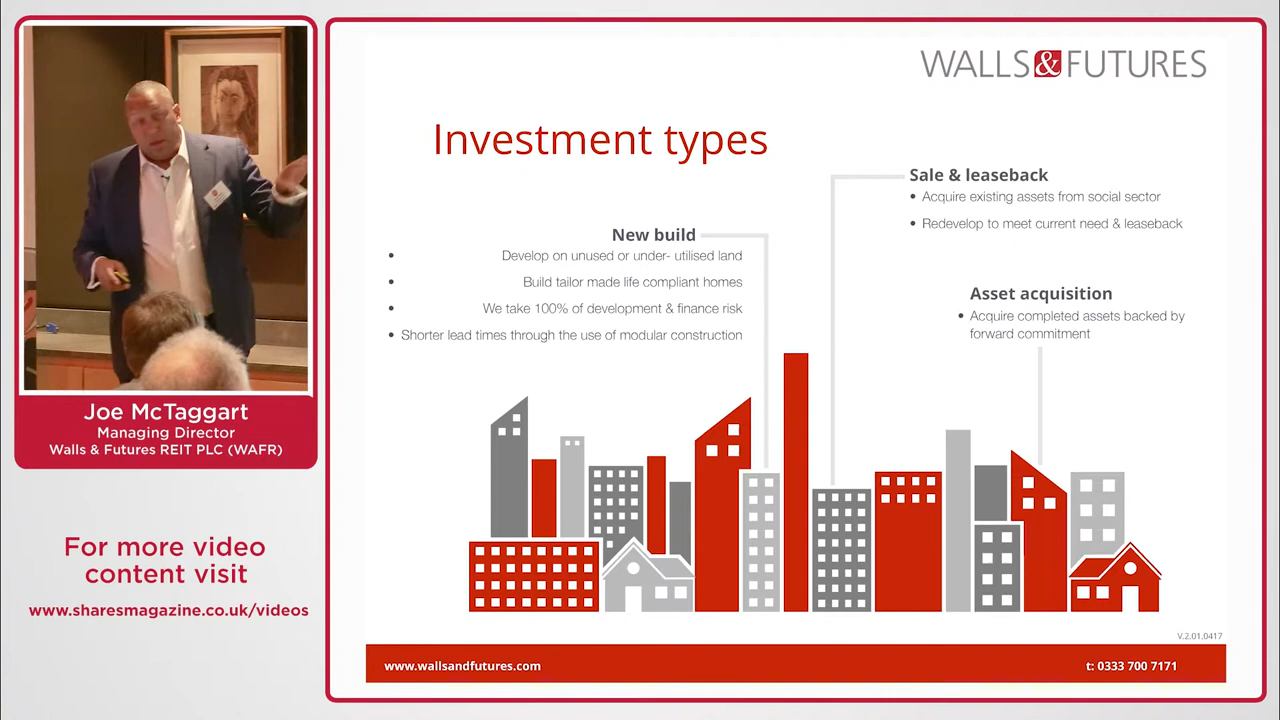 WALLS&FUTURES
Investment types
Sale & leaseback
• Acquire existing assets from social sector
• Redevelop to meet current need & leaseback
New build
• Develop on unused or under- utilised land
• Build tailor made life compliant homes
• We take 100% of development & finance risk
• Shorter lead times through the use of modular construction
Asset acquisition
• Acquire completed assets backed by
forward commitment
V.2.01.0417
www.wallsandfutures.com
t: 0333 700 7171
Joe McTaggart
Managing Director
Walls & Futures REIT PLC (WAFR)
For more video
content visit
www.sharesmagazine.co.uk/videos